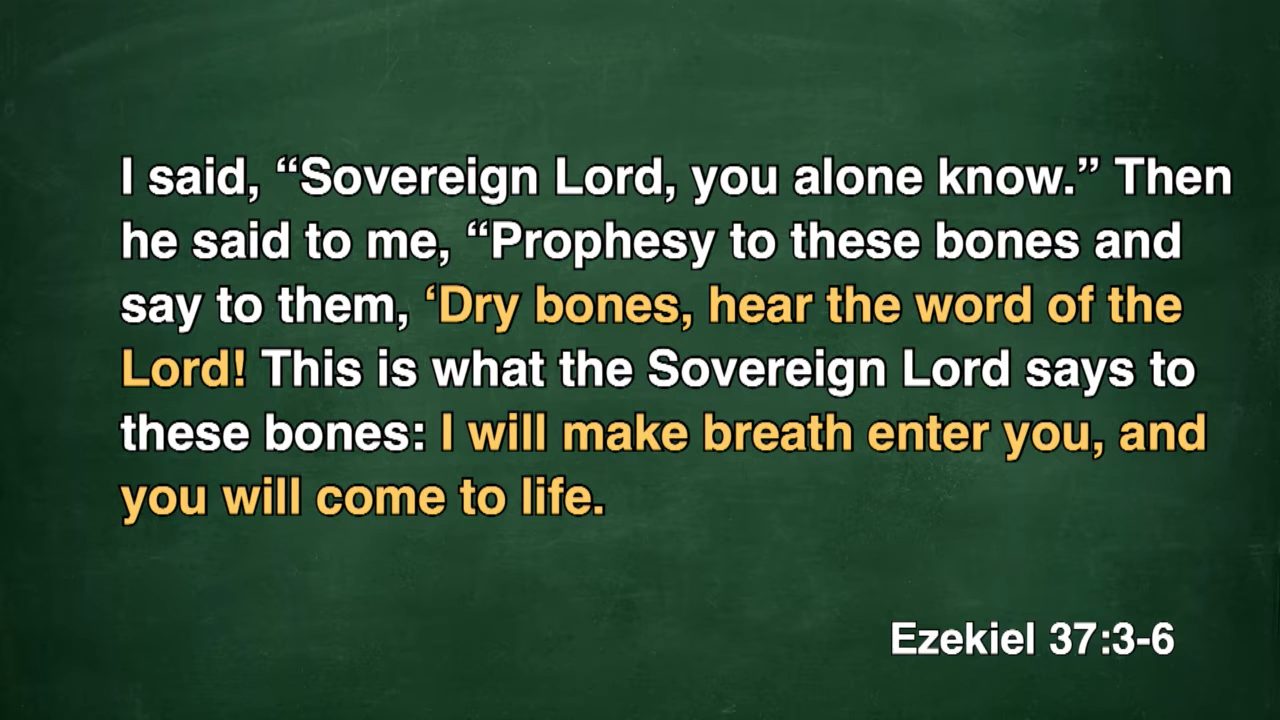 I said, “Sovereign Lord, you alone know.” Then
he said to me, “Prophesy to these bones and
say to them, ‘Dry bones, hear the word of the
Lord! This is what the Sovereign Lord says to
these bones: I will make breath enter you, and
you will come to life.
Ezekiel 37:3-6